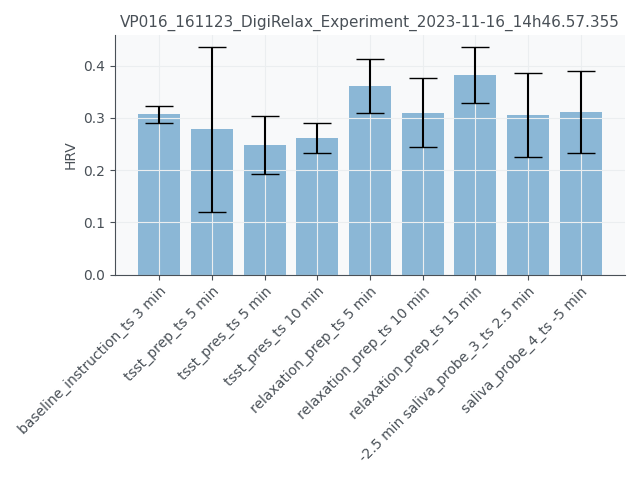 VP016_161123_DigiRelax_Experiment_2023-11-16_14h46.57.355
HRV
0.4
0.3
0.2
0.1
0.0
baseline_instruction_ts 3 min
tsst_prep_ts 5 min
tsst_pres_ts 5 min
tsst_pres_ts 10 min
relaxation_prep_ts 5 min
relaxation_prep_ts 10 min
relaxation_prep_ts 15 min
-2.5 min saliva_probe_3_ts 2.5 min
saliva_probe_4_ts -5 min